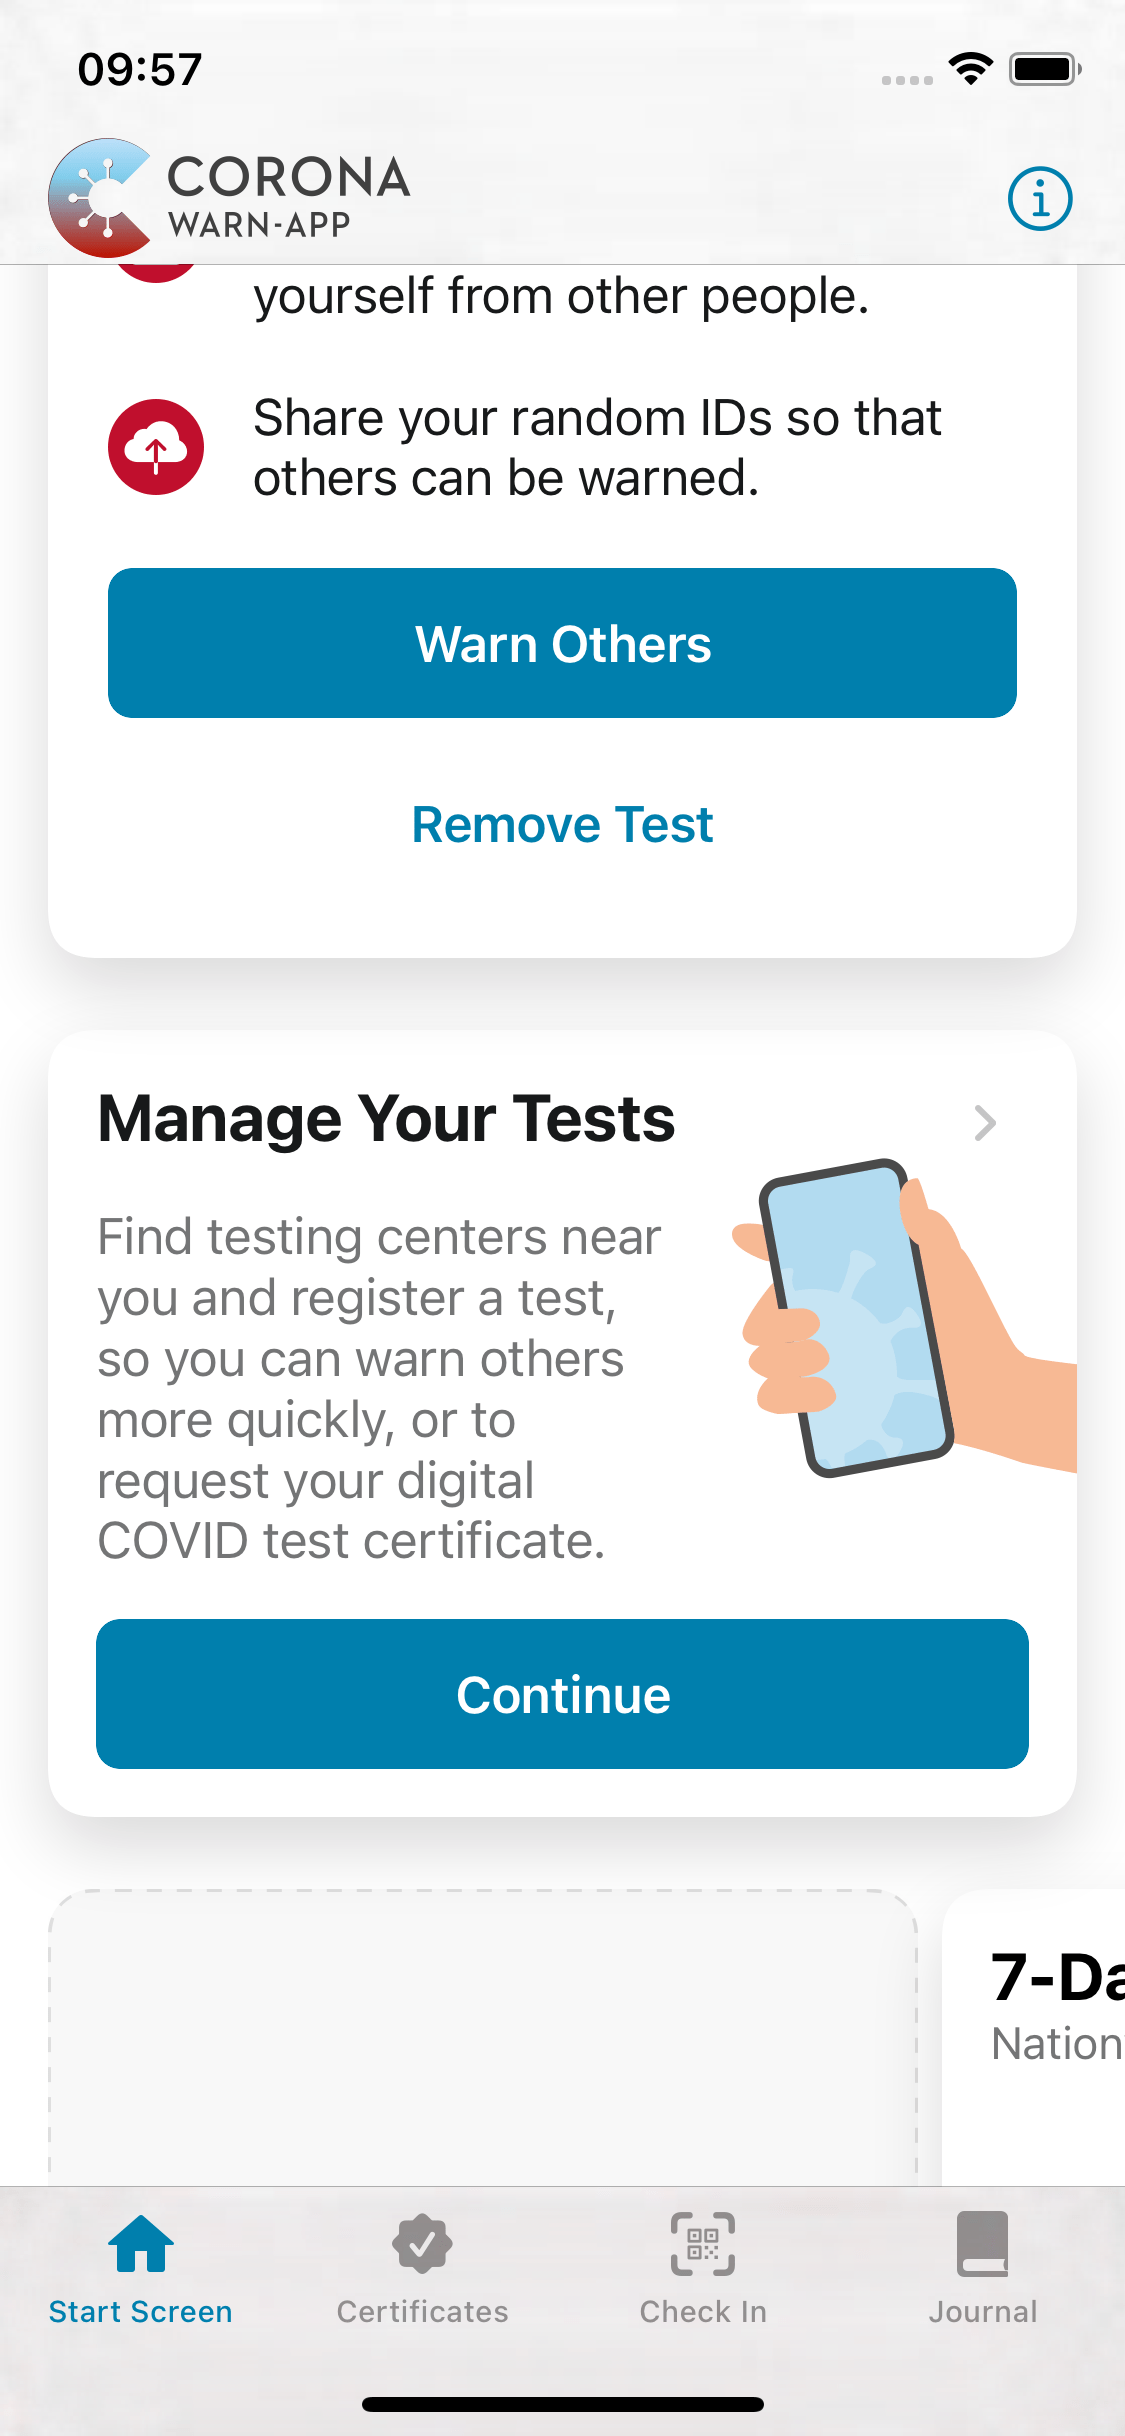 09:57
CORONA
WARN-APP
yourself from other people.
Share your random IDs so that
others can be warned.
Warn Others
Remove Test
Manage Your Tests
Find testing centers near
you and register a test,
so you can warn others
more quickly, or to
request your digital
COVID test certificate.
Continue
7-Da
Nation
Start Screen
Certificates
Check In
Journal